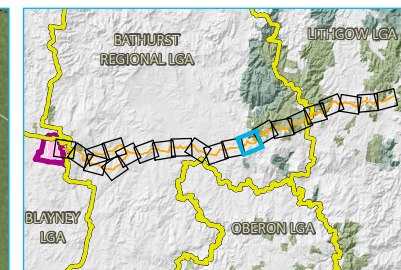 BATHURST
REGIONAL LGA
LITHGOW LGA
BLAYNEY
LGA
OBERON LGA